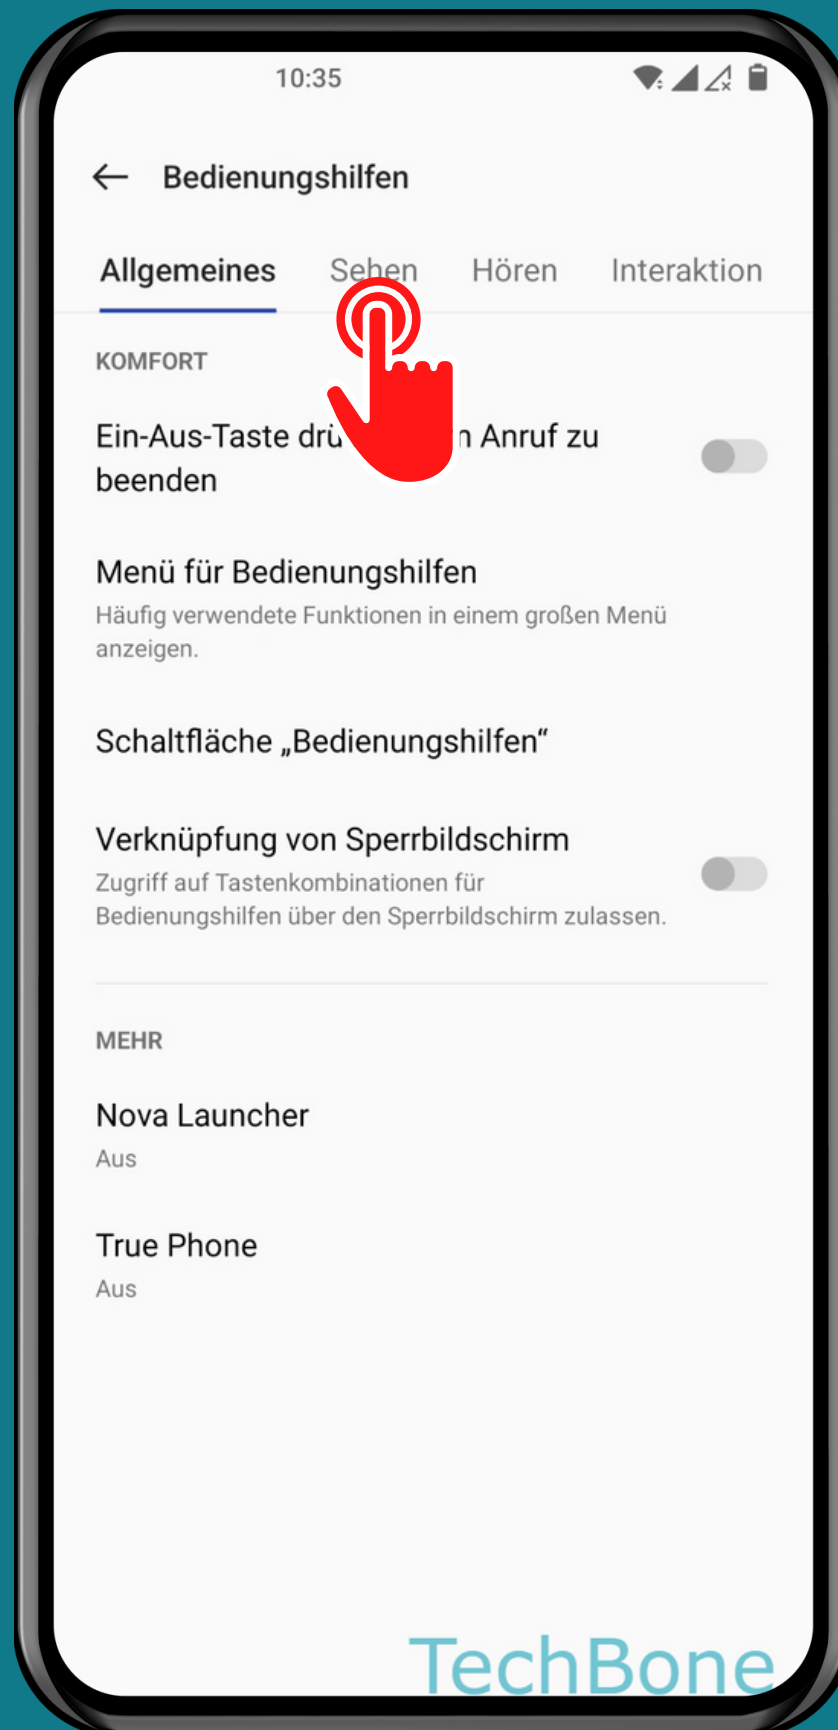 10:35
Bedienungshilfen
Allgemeines Sehen Hören Interaktion
KOMFORT
Ein-Aus-Taste drü n Anruf zu
beenden
Menü für Bedienungshilfen
Häufig verwendete Funktionen in einem großen Menü
anzeigen.
Schaltfläche „Bedienungshilfen“
Verknüpfung von Sperrbildschirm
Zugriff auf Tastenkombinationen für
Bedienungshilfen über den Sperrbildschirm zulassen.
MEHR
Nova Launcher
Aus
True Phone
Aus
TechBone